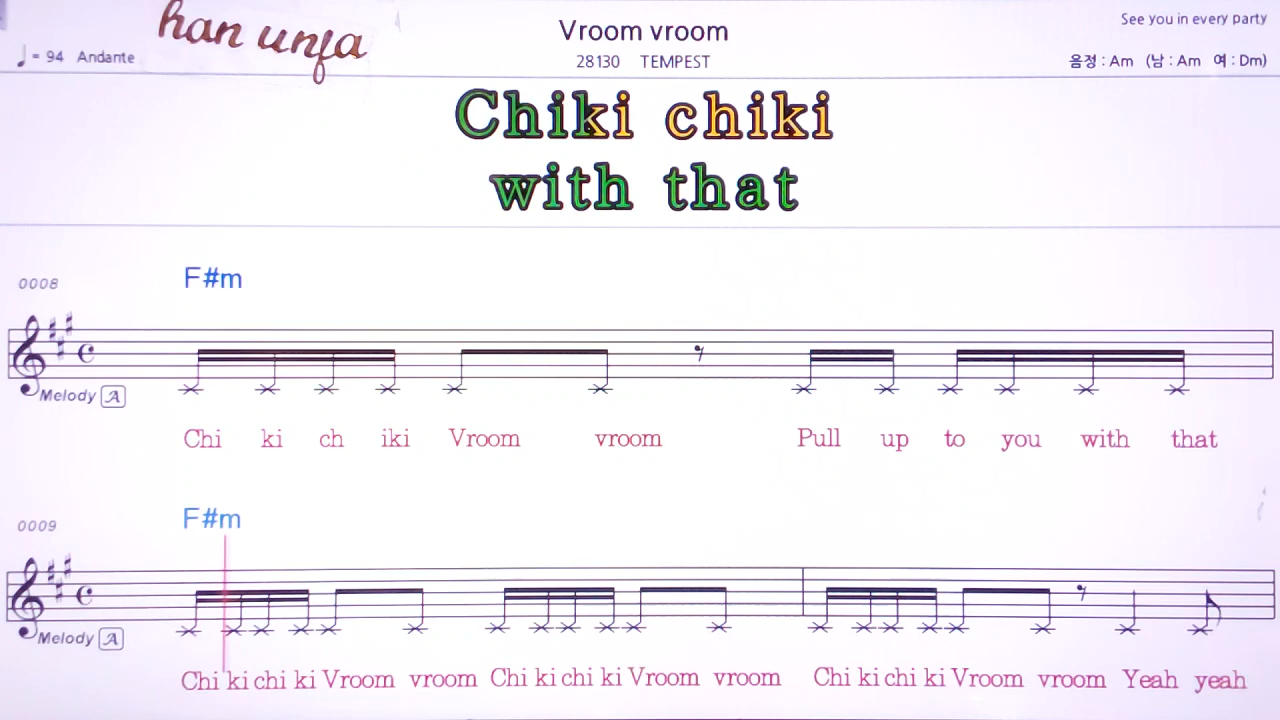 han unfa
Vroom vroom
See you in every party
♩= 94 Andante
28130 TEMPEST
음정 : Am (남 : Am 여 : Dm)
Chiki chiki
with that
0008
F#m
Melody A
Chi ki ch iki Vroom vroom Pull up to you with that
0009
F#m
Melody A
Chi ki chi ki Vroom vroom Chi ki chi ki Vroom vroom Chi ki chi ki Vroom vroom Yeah yeah